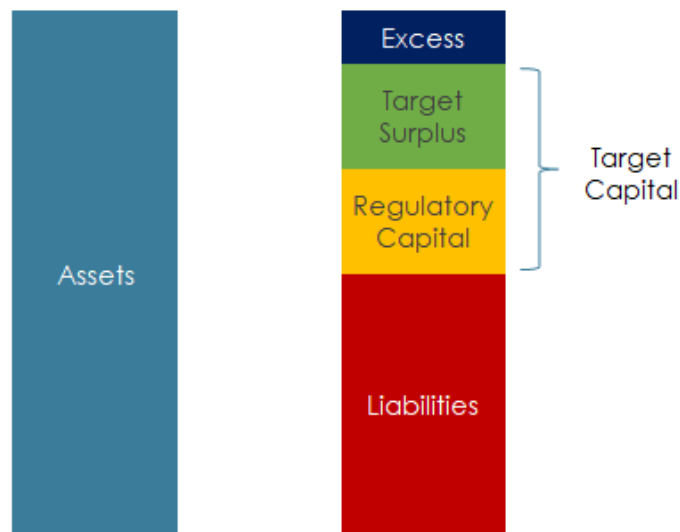 Excess
Target
Surplus
Target
Capital
Regulatory
Capital
Assets
Liabilities